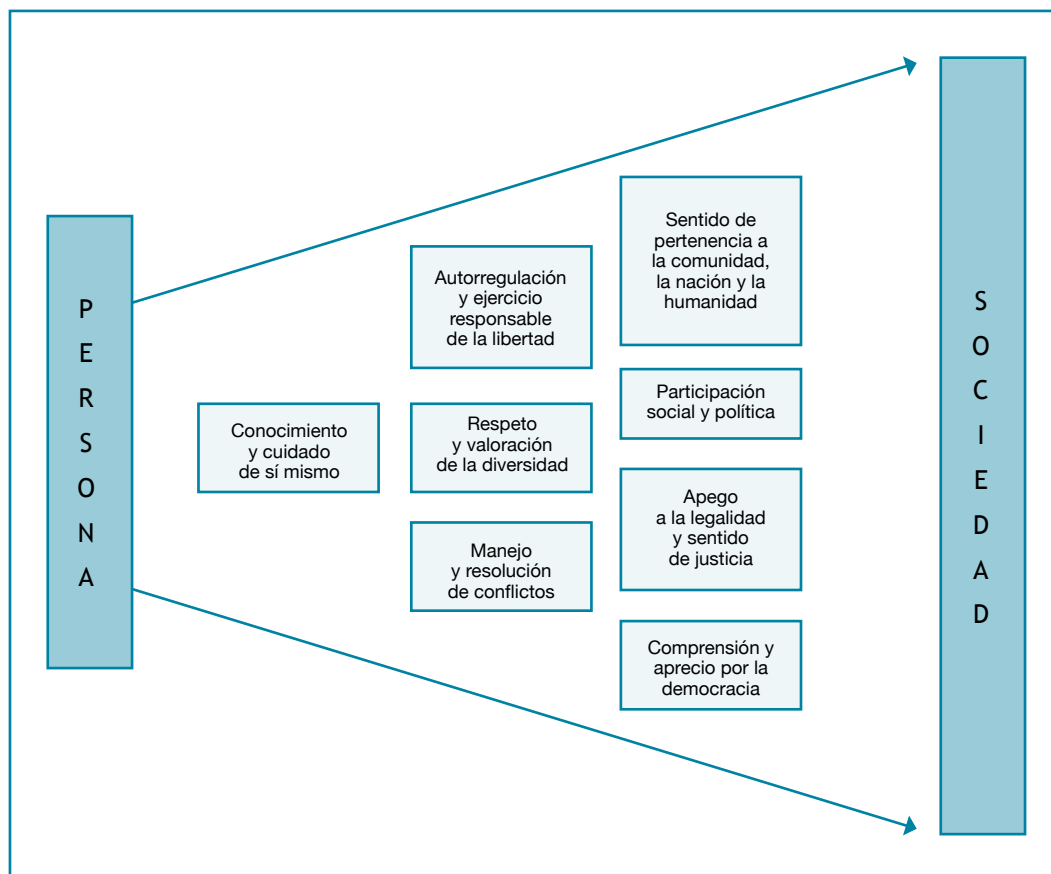 PERSONA
Conocimiento
y cuidado
de sí mismo
Autorregulación
y ejercicio
responsable
de la libertad
Respeto
y valoración
de la diversidad
Manejo
y resolución
de conflictos
Sentido de
pertenencia a
la comunidad,
la nación y la
humanidad
Participación
social y política
Apego
a la legalidad
y sentido
de justicia
Comprensión y
aprecio por la
democracia
SOCIEDAD